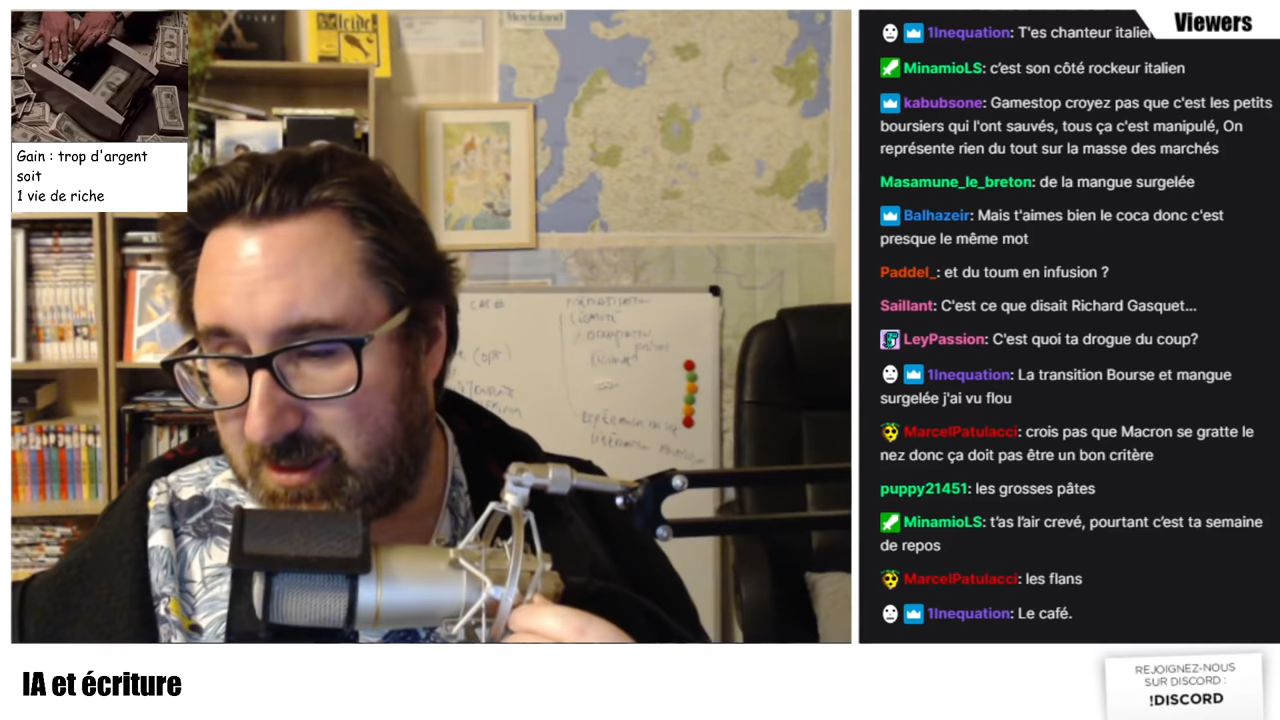 Gain : trop d'argent
soit
1 vie de riche
Movieland
Viewers
1Inequation: T'es chanteur italien
MinamioLS: c'est son côté rockeur italien
kabubsone: Gamestop croyez pas que c'est les petits
boursiers qui l'ont sauvés, tous ça c'est manipulé, On
représente rien du tout sur la masse des marchés
Masamune_le_breton: de la mangue surgelée
Balhazeir: Mais t'aimes bien le coca donc c'est
presque le même mot
Paddel_: et du toum en infusion ?
Saillant: C'est ce que disait Richard Gasquet...
LeyPassion: C'est quoi ta drogue du coup?
1Inequation: La transition Bourse et mangue
surgelée j'ai vu flou
MarcelPatulacci: crois pas que Macron se gratte le
nez donc ça doit pas être un bon critère
puppy21451: les grosses pâtes
MinamioLS: t'as l'air crevé, pourtant c'est ta semaine
de repos
MarcelPatulacci: les flans
1Inequation: Le café.
IA et écriture
REJOIGNEZ-NOUS
SUR DISCORD :
!DISCORD